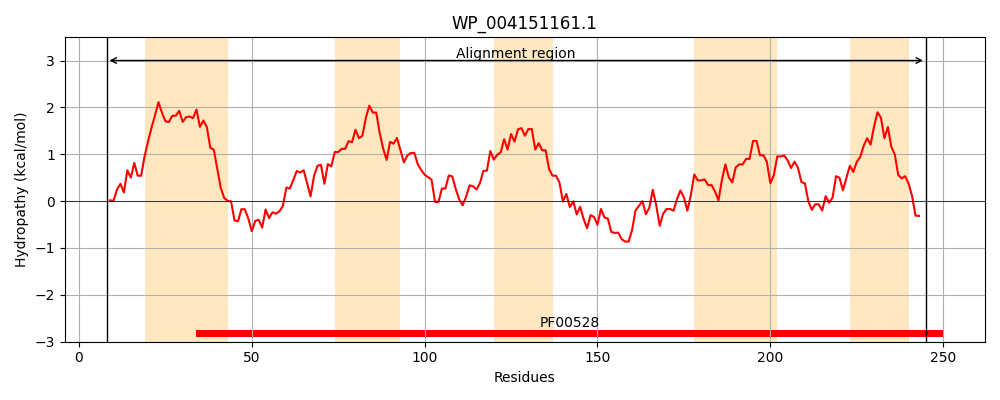 WP_004151161.1
Alignment region
Hydropathy (kcal/mol)
3
2
1
0
−1
−2
−3
PF00528
0 50 100 150 200 250
Residues